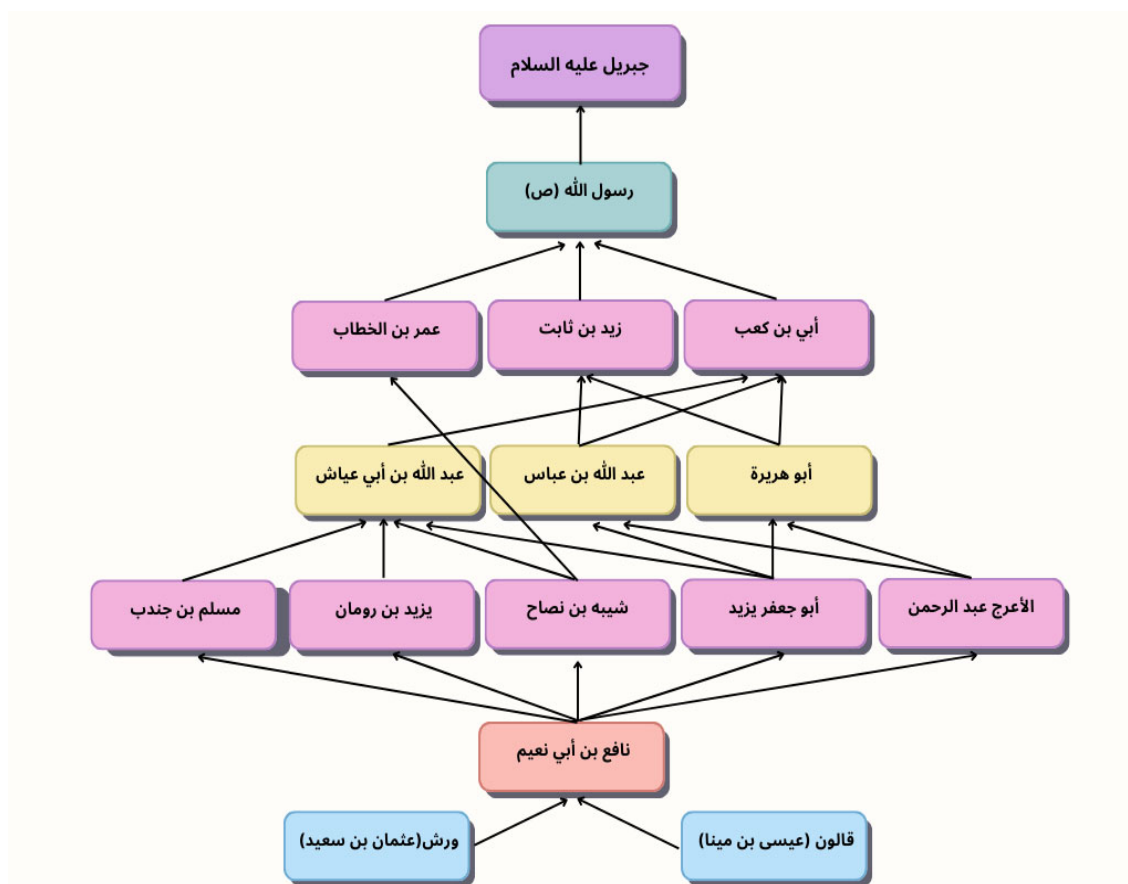 جبريل عليه السلام
رسول الله (ص)
أبي بن كعب
زيد بن ثابت
عمر بن الخطاب
أبو هريرة
عبد الله بن عباس
عبد الله بن أبي عياش
الأعرج عبد الرحمن
أبو جعفر يزيد
شيبه بن نصاح
يزيد بن رومان
مسلم بن جندب
نافع بن أبي نعيم
قالون (عيسى بن مينا)
ورش(عثمان بن سعيد)